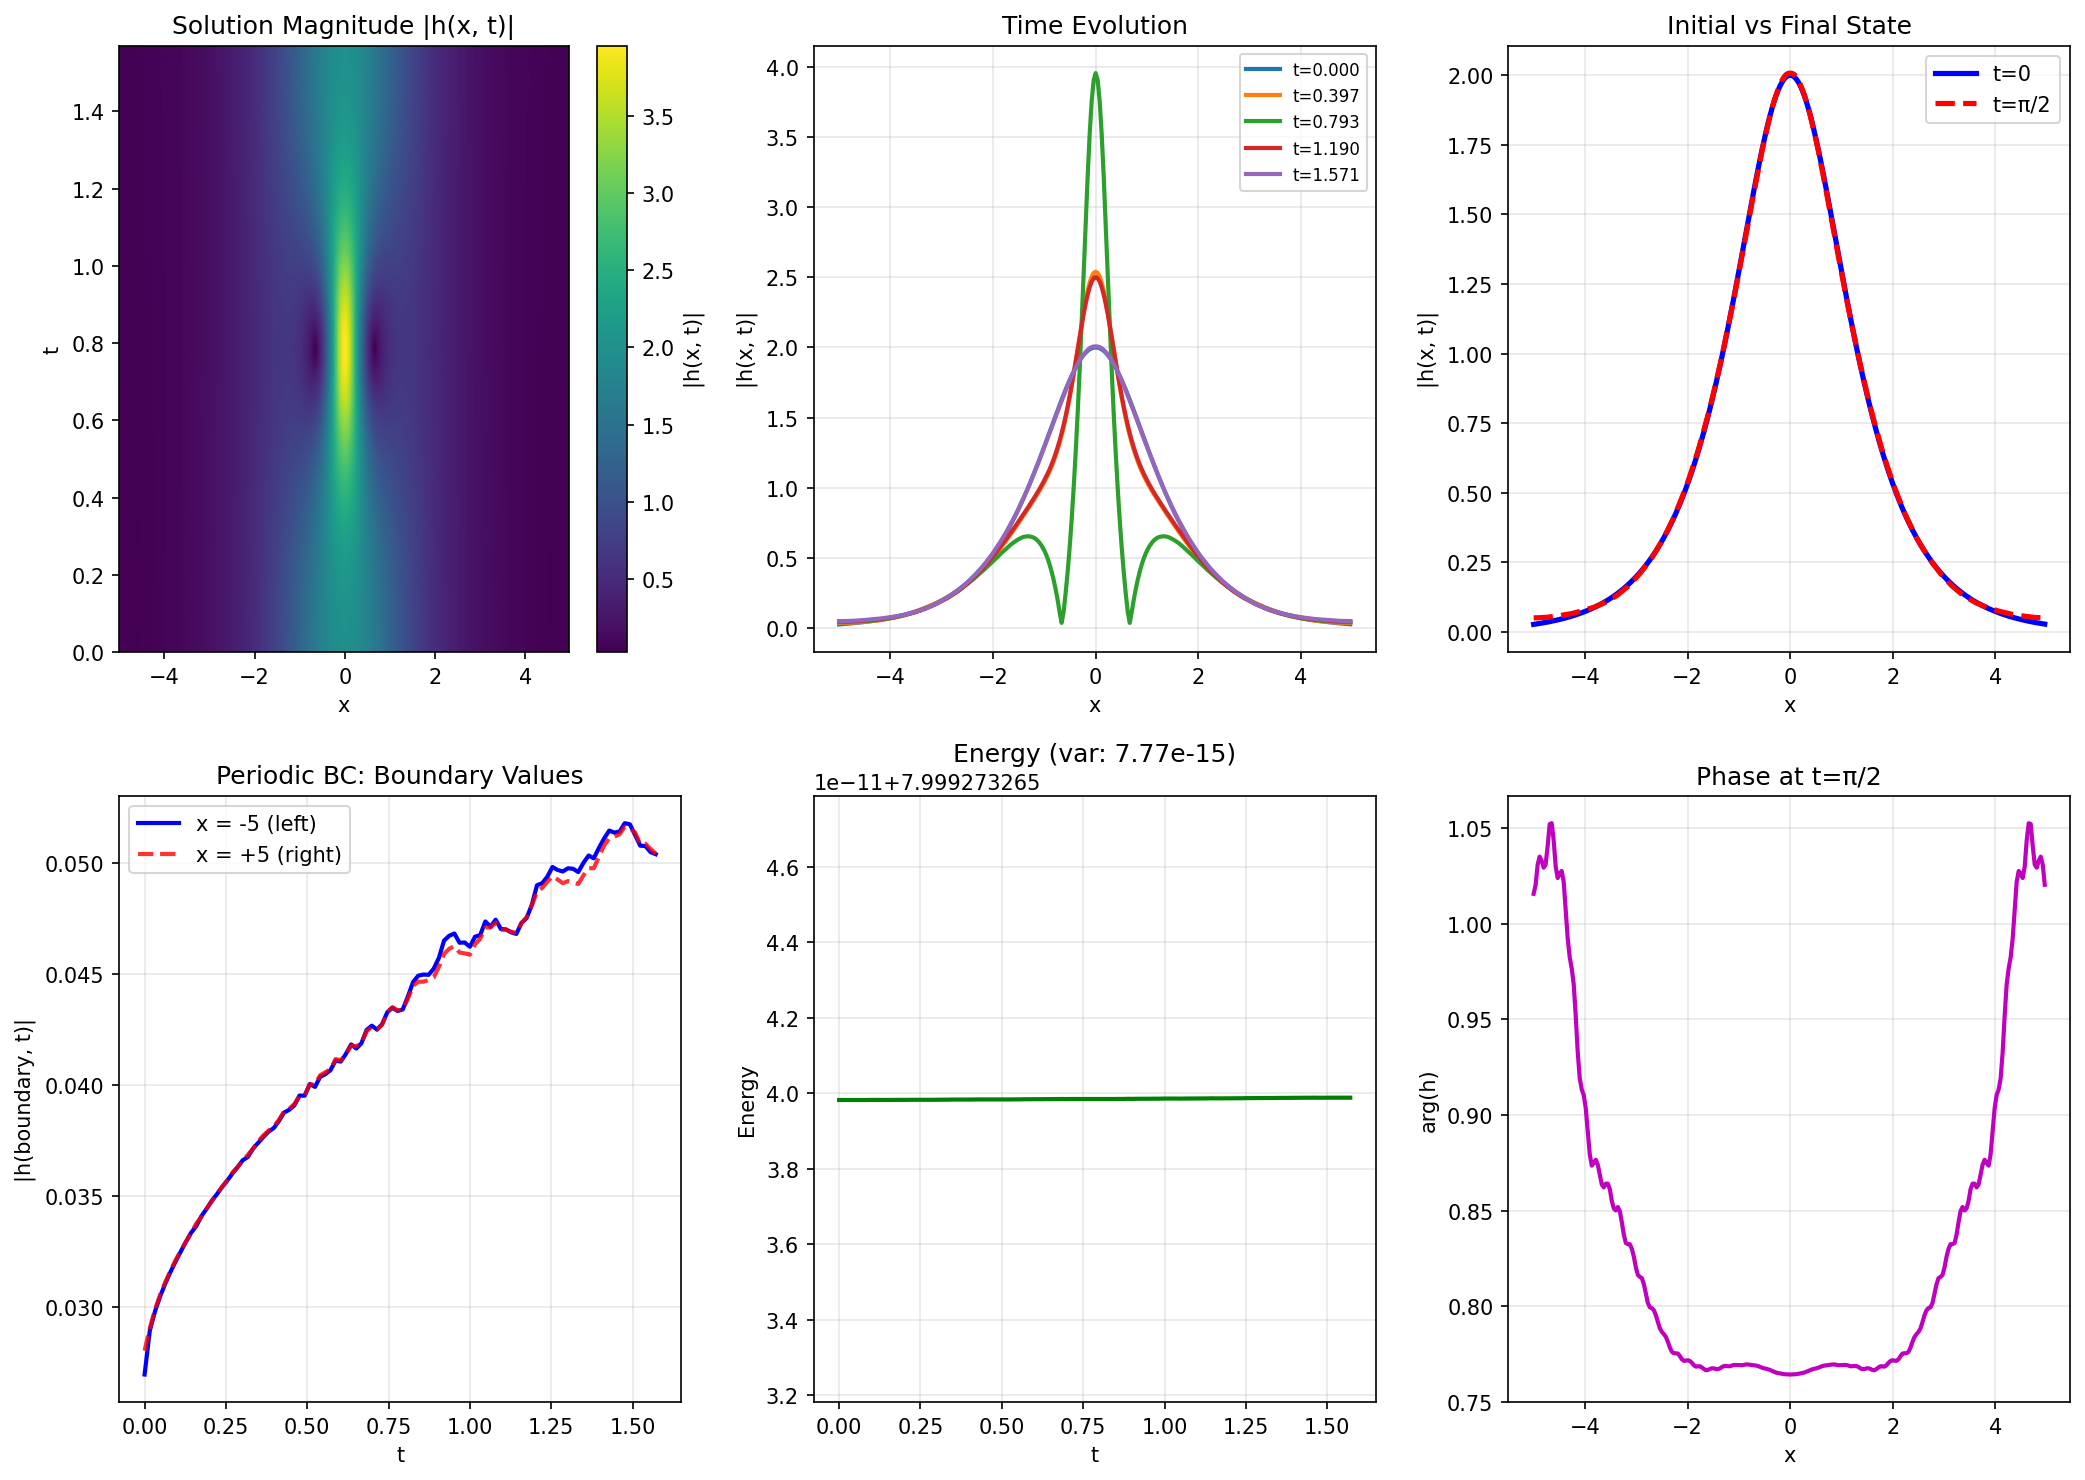 Solution Magnitude |h(x, t)|
t
1.4
1.2
1.0
0.8
0.6
0.4
0.2
0.0
−4 −2 0 2 4
x
3.5
3.0
2.5
2.0
1.5
1.0
0.5
|h(x, t)|
Time Evolution
|h(x, t)|
4.0
3.5
3.0
2.5
2.0
1.5
1.0
0.5
0.0
t=0.000
t=0.397
t=0.793
t=1.190
t=1.571
−4 −2 0 2 4
x
Initial vs Final State
|h(x, t)|
2.00
1.75
1.50
1.25
1.00
0.75
0.50
0.25
0.00
t=0
t=π/2
−4 −2 0 2 4
x
Periodic BC: Boundary Values
|h(boundary, t)|
0.050
0.045
0.040
0.035
0.030
x = -5 (left)
x = +5 (right)
0.00 0.25 0.50 0.75 1.00 1.25 1.50
t
Energy (var: 7.77e-15)
1e−11+7.999273265
Energy
4.6
4.4
4.2
4.0
3.8
3.6
3.4
3.2
0.00 0.25 0.50 0.75 1.00 1.25 1.50
t
Phase at t=π/2
arg(h)
1.05
1.00
0.95
0.90
0.85
0.80
0.75
−4 −2 0 2 4
x